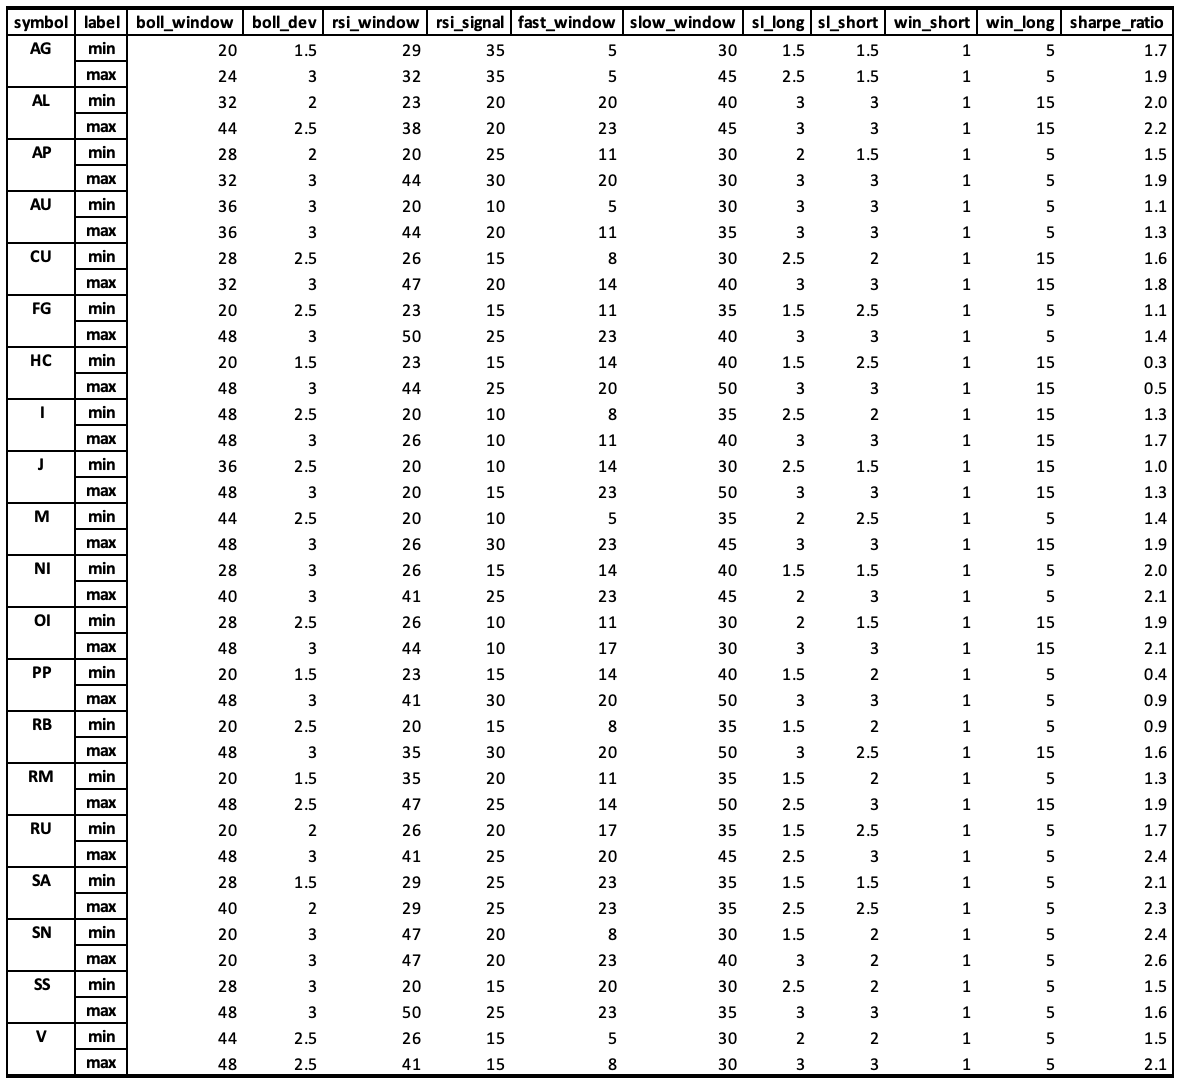 symbol label boll_window boll_dev rsi_window rsi_signal fast_window slow_window sl_long sl_short win_short win_long sharpe_ratio
AG min 20 1.5 29 35 5 30 1.5 1.5 1 5 1.7
max 24 3 32 35 5 45 2.5 1.5 1 5 1.9
AL min 32 2 23 20 20 40 3 3 1 15 2.0
max 44 2.5 38 20 23 45 3 3 1 15 2.2
AP min 28 2 20 25 11 30 2 1.5 1 5 1.5
max 32 3 44 30 20 30 3 3 1 5 1.9
AU min 36 3 20 10 5 30 3 3 1 5 1.1
max 36 3 44 20 11 35 3 3 1 5 1.3
CU min 28 2.5 26 15 8 30 2.5 2 1 15 1.6
max 32 3 47 20 14 40 3 3 1 15 1.8
FG min 20 2.5 23 15 11 35 1.5 2.5 1 5 1.1
max 48 3 50 25 23 40 3 3 1 5 1.4
HC min 20 1.5 23 15 14 40 1.5 2.5 1 15 0.3
max 48 3 44 25 20 50 3 3 1 15 0.5
I min 48 2.5 20 10 8 35 2.5 2 1 15 1.3
max 48 3 26 10 11 40 3 3 1 15 1.7
J min 36 2.5 20 10 14 30 2.5 1.5 1 15 1.0
max 48 3 20 15 23 50 3 3 1 15 1.3
M min 44 2.5 20 10 5 35 2 2.5 1 5 1.4
max 48 3 26 30 23 45 3 3 1 15 1.9
NI min 28 3 26 15 14 40 1.5 1.5 1 5 2.0
max 40 3 41 25 23 45 2 3 1 5 2.1
OI min 28 2.5 26 10 11 30 2 1.5 1 15 1.9
max 48 3 44 10 17 30 3 3 1 15 2.1
PP min 20 1.5 23 15 14 40 1.5 2 1 5 0.4
max 48 3 41 30 20 50 3 3 1 5 0.9
RB min 20 2.5 20 15 8 35 1.5 2 1 5 0.9
max 48 3 35 30 20 50 3 2.5 1 15 1.6
RM min 20 1.5 35 20 11 35 1.5 2 1 5 1.3
max 48 2.5 47 25 14 50 2.5 3 1 15 1.9
RU min 20 2 26 20 17 35 1.5 2.5 1 5 1.7
max 48 3 41 25 20 45 2.5 3 1 5 2.4
SA min 28 1.5 29 25 23 35 1.5 1.5 1 5 2.1
max 40 2 29 25 23 35 2.5 2.5 1 5 2.3
SN min 20 3 47 20 8 30 1.5 2 1 5 2.4
max 20 3 47 20 23 40 3 2 1 5 2.6
SS min 28 3 20 15 20 30 2.5 2 1 5 1.5
max 48 3 50 25 23 35 3 3 1 5 1.6
V min 44 2.5 26 15 5 30 2 2 1 5 1.5
max 48 2.5 41 15 8 30 3 3 1 5 2.1